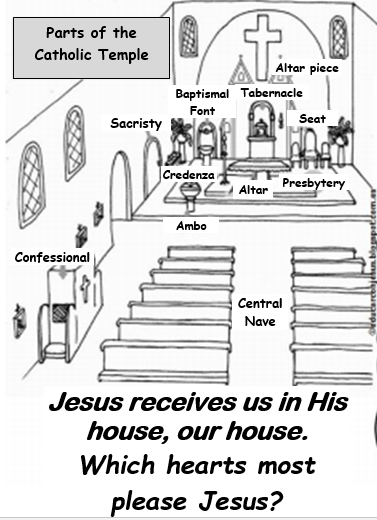 Parts of the
Catholic Temple
Altar piece
Baptismal
Font
Tabernacle
Sacristy
Seat
Credenza
Altar
Presbytery
Ambo
Confessional
Central
Nave
Jesus receives us in His
house, our house.
Which hearts most
please Jesus?